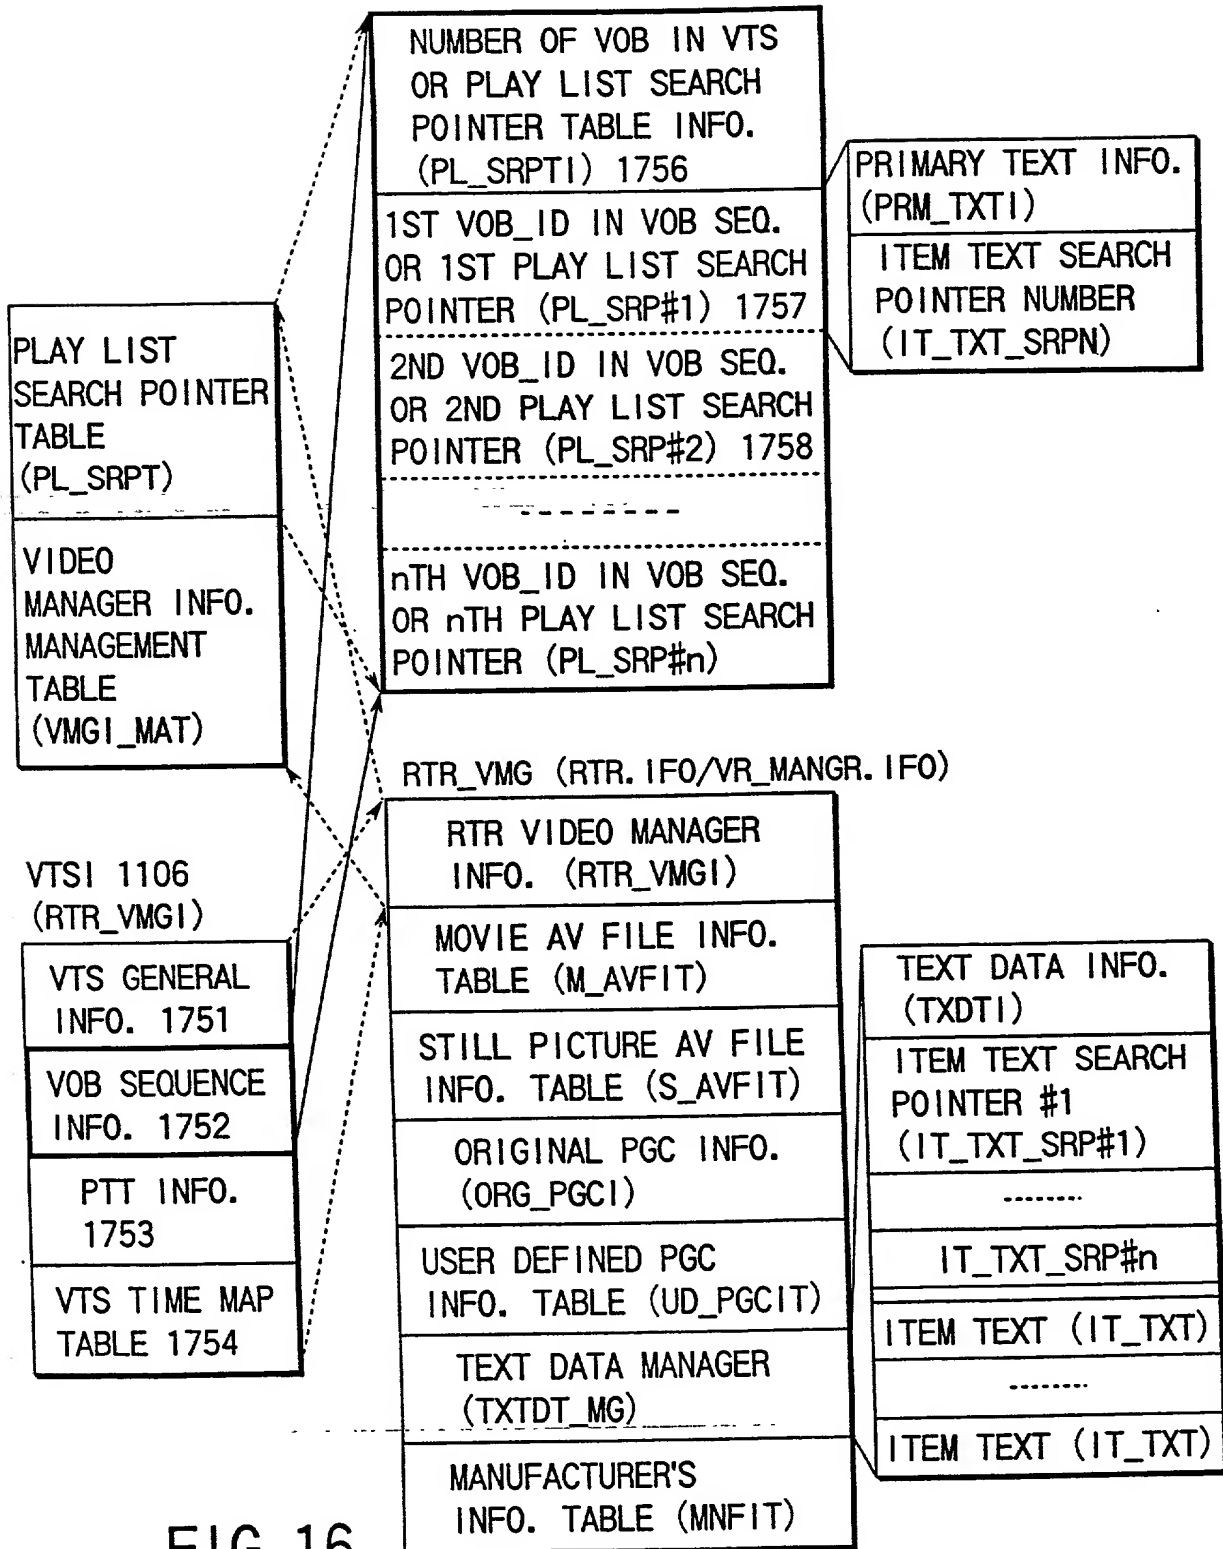 NUMBER OF VOB IN VTS
OR PLAY LIST SEARCH
POINTER TABLE INFO.
(PL_SRPTI) 1756
1ST VOB_ID IN VOB SEQ.
OR 1ST PLAY LIST SEARCH
POINTER (PL_SRP#1) 1757
2ND VOB_ID IN VOB SEQ.
OR 2ND PLAY LIST SEARCH
POINTER (PL_SRP#2) 1758
--------
nTH VOB_ID IN VOB SEQ.
OR nTH PLAY LIST SEARCH
POINTER (PL_SRP#n)
PRIMARY TEXT INFO.
(PRM_TXTI)
ITEM TEXT SEARCH
POINTER NUMBER
(IT_TXT_SRPN)
PLAY LIST
SEARCH POINTER
TABLE
(PL_SRPT)
VIDEO
MANAGER INFO.
MANAGEMENT
TABLE
(VMGI_MAT)
RTR_VMG (RTR.IFO/VR_MANGR.IFO)
RTR VIDEO MANAGER
INFO. (RTR_VMGI)
MOVIE AV FILE INFO.
TABLE (M_AVFIT)
STILL PICTURE AV FILE
INFO. TABLE (S_AVFIT)
ORIGINAL PGC INFO.
(ORG_PGCI)
USER DEFINED PGC
INFO. TABLE (UD_PGCIT)
TEXT DATA MANAGER
(TXTDT_MG)
MANUFACTURER'S
INFO. TABLE (MNFIT)
VTSI 1106
(RTR_VMGI)
VTS GENERAL
INFO. 1751
VOB SEQUENCE
INFO. 1752
PTT INFO.
1753
VTS TIME MAP
TABLE 1754
TEXT DATA INFO.
(TXDTI)
ITEM TEXT SEARCH
POINTER #1
(IT_TXT_SRP#1)
--------
IT_TXT_SRP#n
ITEM TEXT (IT_TXT)
--------
ITEM TEXT (IT_TXT)
FIG. 16